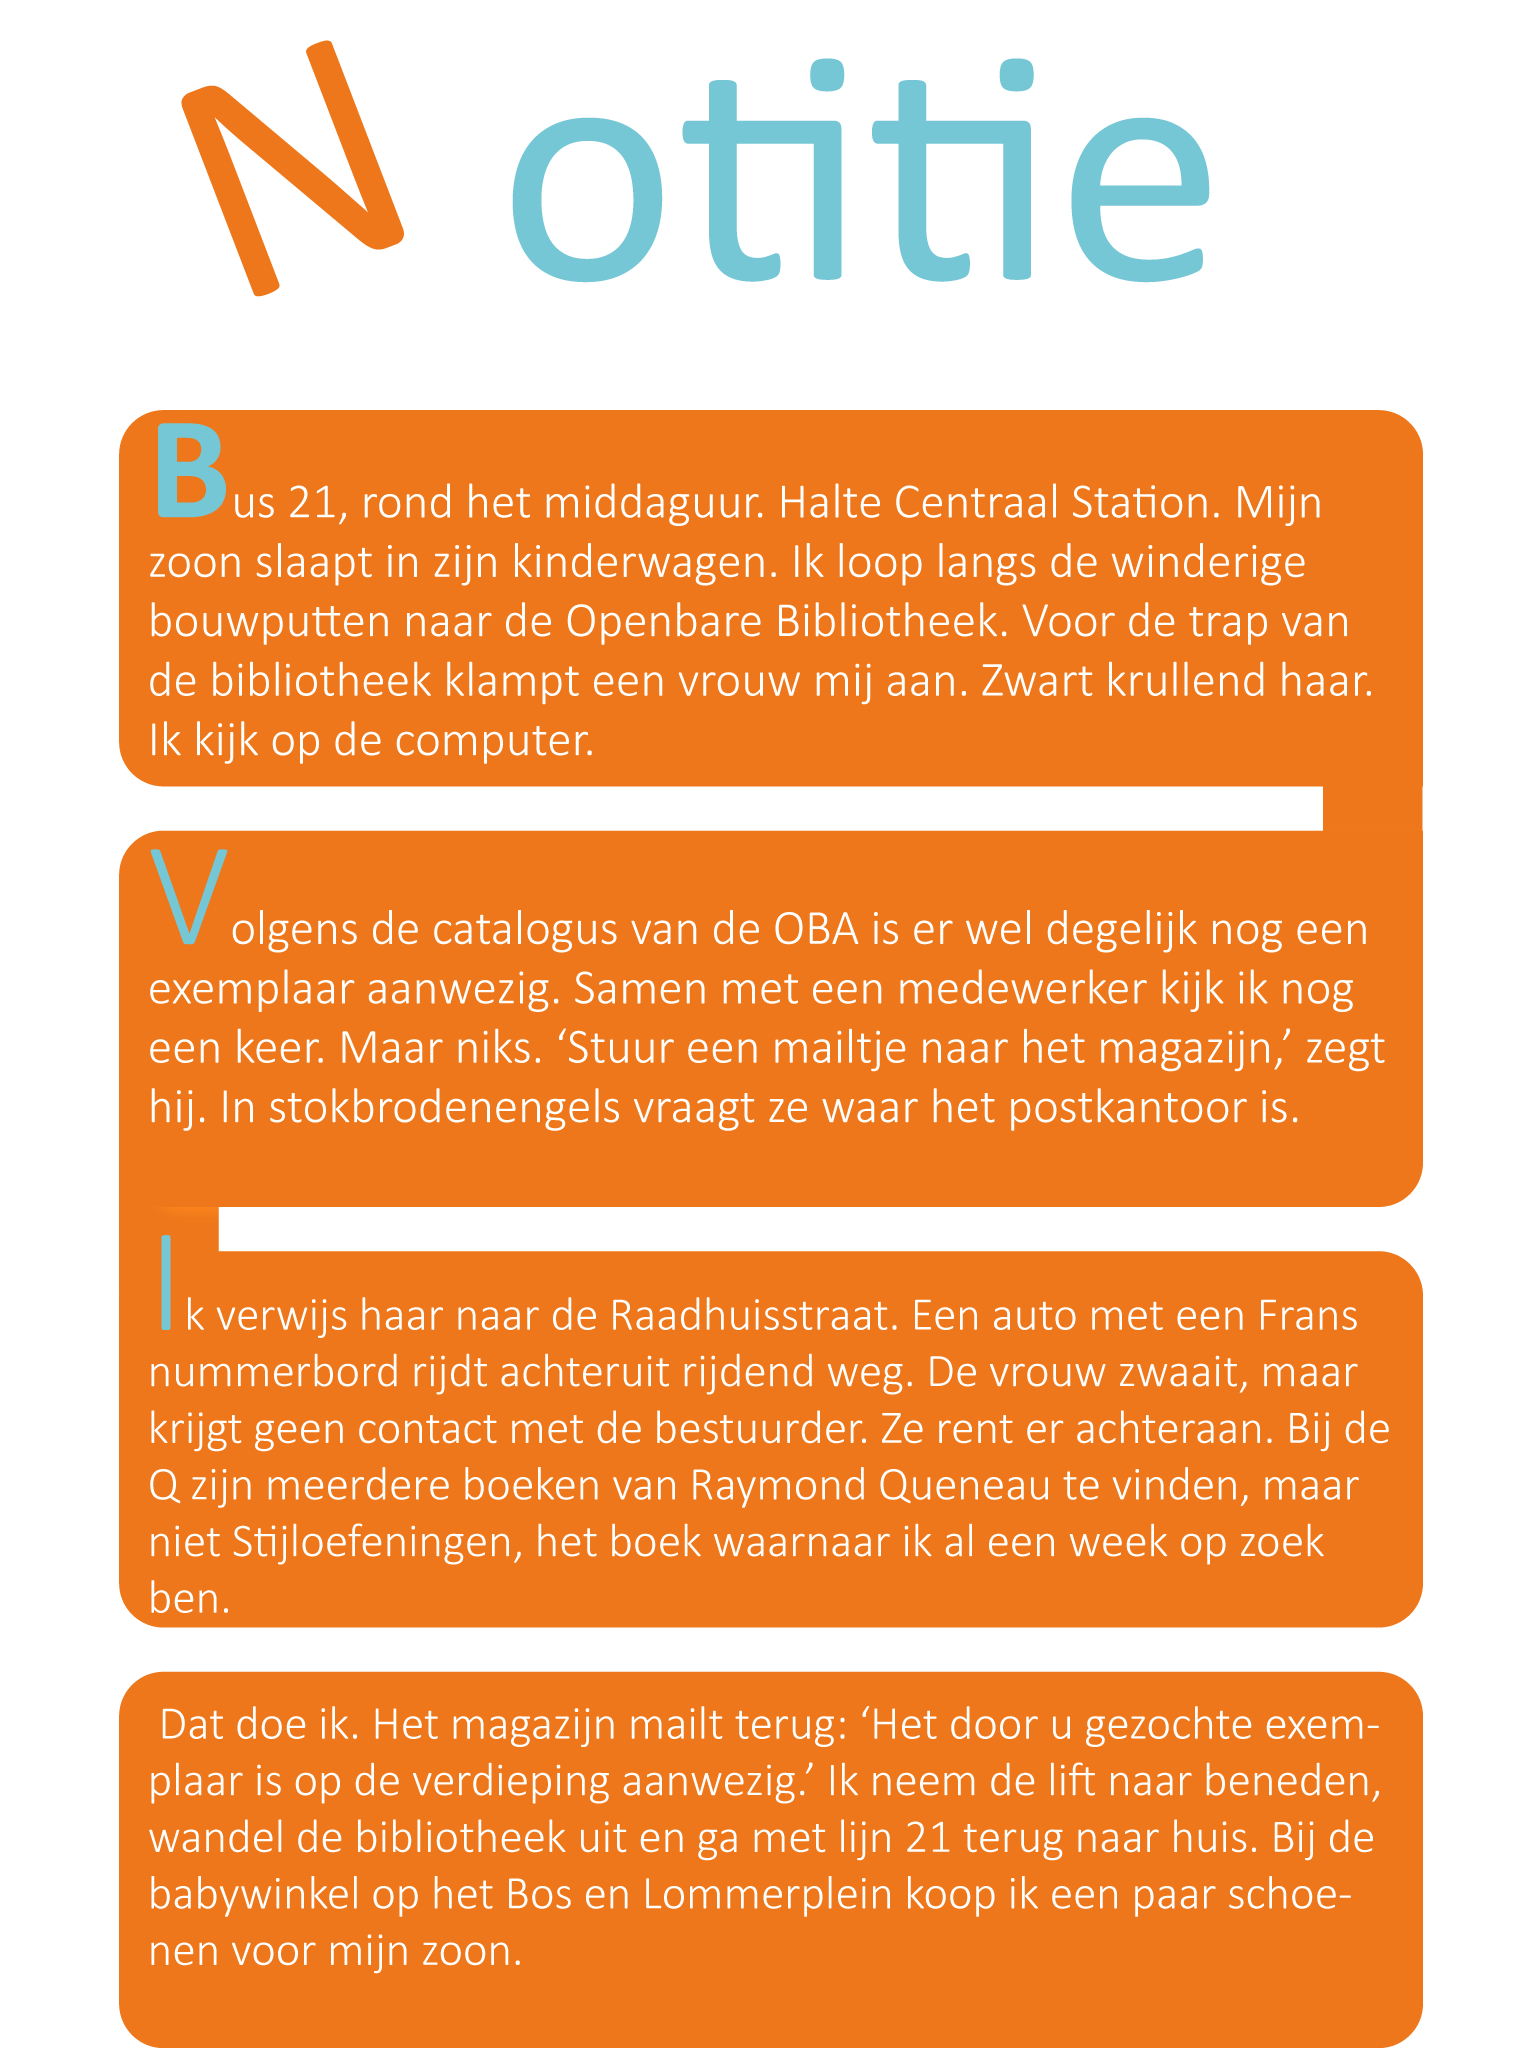 Notitie
Bus 21, rond het middaguur. Halte Centraal Station. Mijn
zoon slaapt in zijn kinderwagen. Ik loop langs de winderige
bouwputten naar de Openbare Bibliotheek. Voor de trap van
de bibliotheek klampt een vrouw mij aan. Zwart krullend haar.
Ik kijk op de computer.
Volgens de catalogus van de OBA is er wel degelijk nog een
exemplaar aanwezig. Samen met een medewerker kijk ik nog
een keer. Maar niks. ‘Stuur een mailtje naar het magazijn,’ zegt
hij. In stokbrodenengels vraagt ze waar het postkantoor is.
Ik verwijs haar naar de Raadhuisstraat. Een auto met een Frans
nummerbord rijdt achteruit rijdend weg. De vrouw zwaait, maar
krijgt geen contact met de bestuurder. Ze rent er achteraan. Bij de
Q zijn meerdere boeken van Raymond Queneau te vinden, maar
niet Stijloefeningen, het boek waarnaar ik al een week op zoek
ben.
Dat doe ik. Het magazijn mailt terug: ‘Het door u gezochte exem-
plaar is op de verdieping aanwezig.’ Ik neem de lift naar beneden,
wandel de bibliotheek uit en ga met lijn 21 terug naar huis. Bij de
babywinkel op het Bos en Lommerplein koop ik een paar schoe-
nen voor mijn zoon.